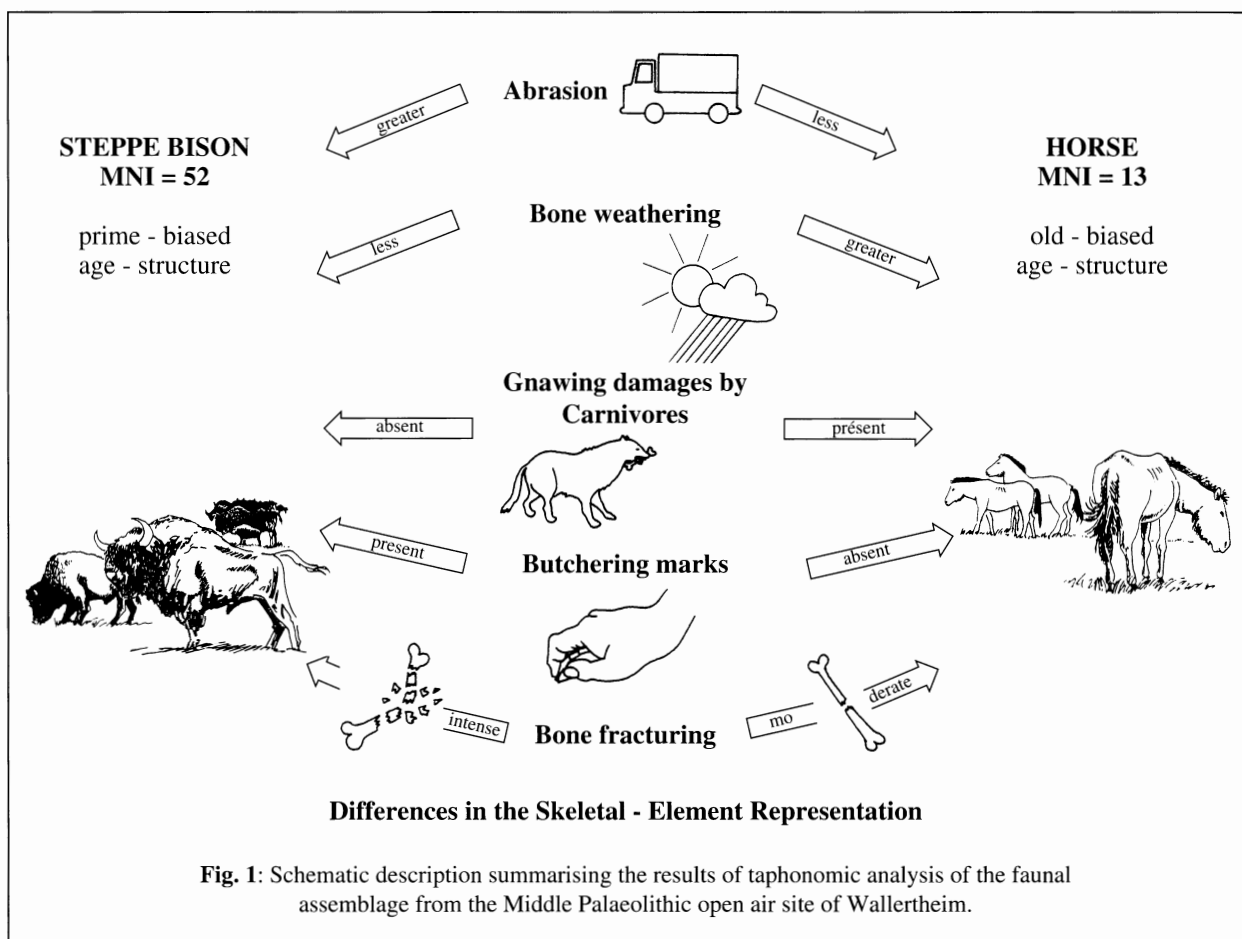 Abrasion
greater
less
STEPPE BISON
MNI = 52
prime - biased
age - structure
HORSE
MNI = 13
old - biased
age - structure
Bone weathering
less
greater
Gnawing damages by
Carnivores
absent
présent
Butchering marks
present
absent
Bone fracturing
intense
mo
derate
Differences in the Skeletal - Element Representation
Fig. 1: Schematic description summarising the results of taphonomic analysis of the faunal
assemblage from the Middle Palaeolithic open air site of Wallertheim.